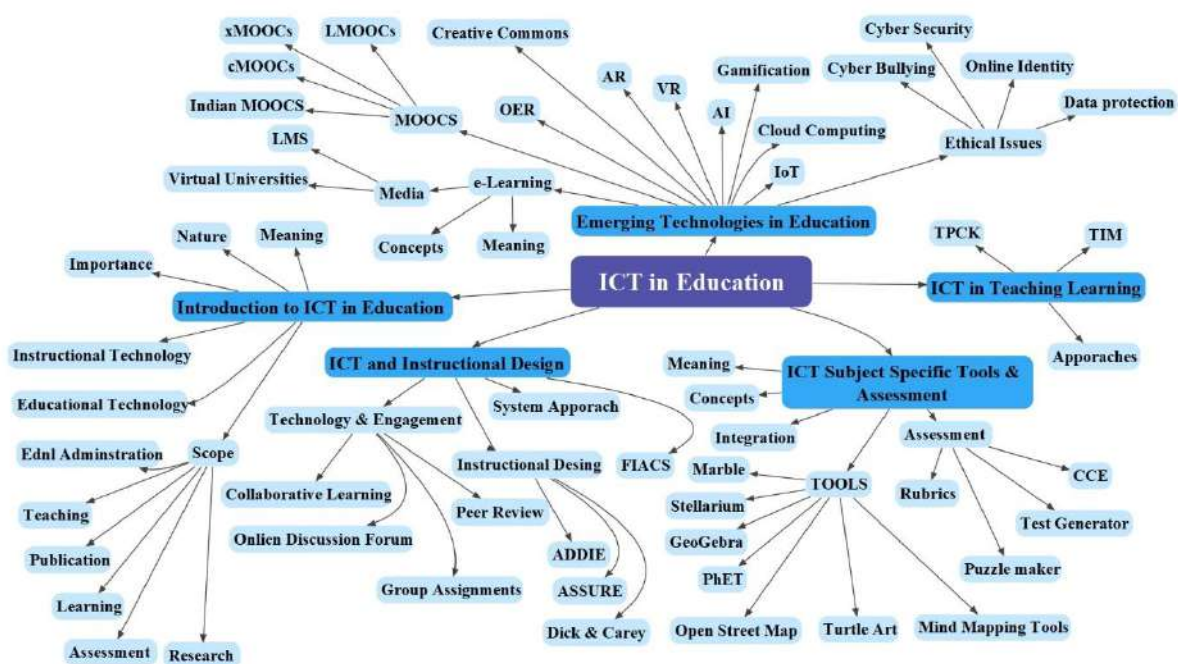 xMOOCs
LMOOCs
cMOOCs
Indian MOOCS
MOOCS
Creative Commons
OER
AR
VR
AI
Gamification
Cloud Computing
IoT
Cyber Security
Cyber Bullying
Online Identity
Data protection
Ethical Issues
LMS
Virtual Universities
Media
e-Learning
Concepts
Meaning
Emerging Technologies in Education
ICT in Education
TPCK
TIM
ICT in Teaching Learning
Apporaches
Nature
Meaning
Importance
Introduction to ICT in Education
Instructional Technology
Educational Technology
Scope
Ednl Adminstration
Teaching
Publication
Learning
Assessment
Research
ICT and Instructional Design
Technology & Engagement
System Apporach
Collaborative Learning
Onlien Discussion Forum
Group Assignments
Peer Review
Instructional Desing
FIACS
ADDIE
ASSURE
Dick & Carey
ICT Subject Specific Tools &
Assessment
Meaning
Concepts
Integration
TOOLS
Marble
Stellarium
GeoGebra
PhET
Open Street Map
Turtle Art
Mind Mapping Tools
Assessment
Rubrics
CCE
Test Generator
Puzzle maker